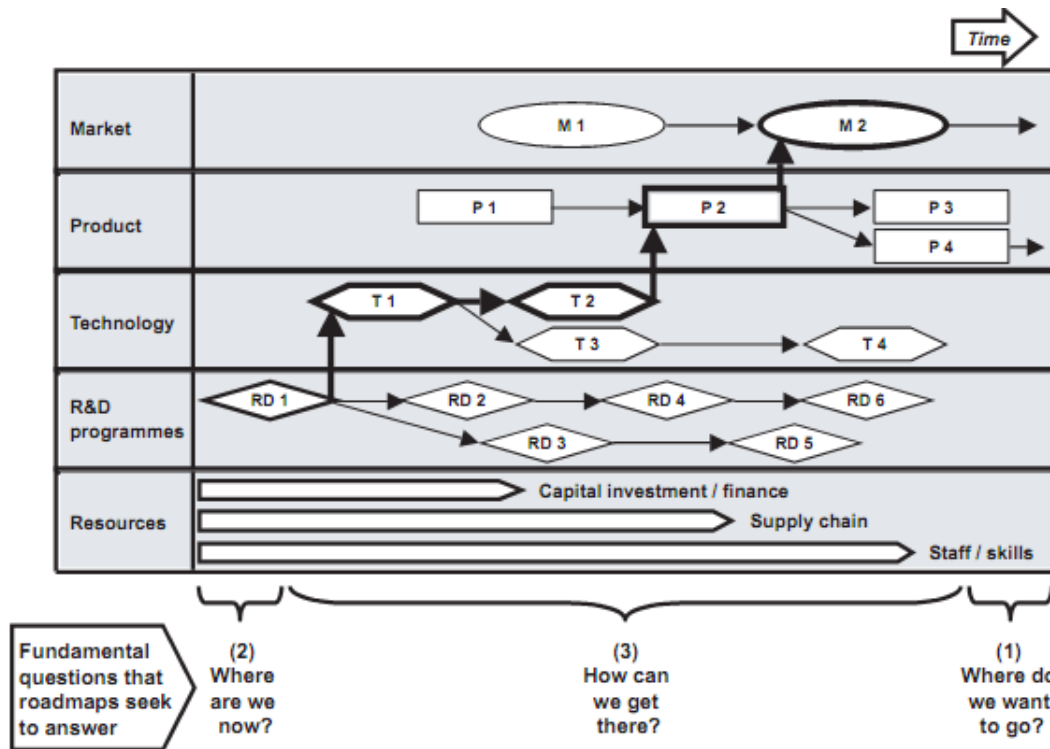 Time
Market
M 1
M 2
Product
P 1
P 2
P 3
P 4
Technology
T 1
T 2
T 3
T 4
R&D
programmes
RD 1
RD 2
RD 4
RD 6
RD 3
RD 5
Resources
Capital investment / finance
Supply chain
Staff / skills
Fundamental
questions that
roadmaps seek
to answer
(2)
Where
are we
now?
(3)
How can
we get
there?
(1)
Where do
we want
to go?